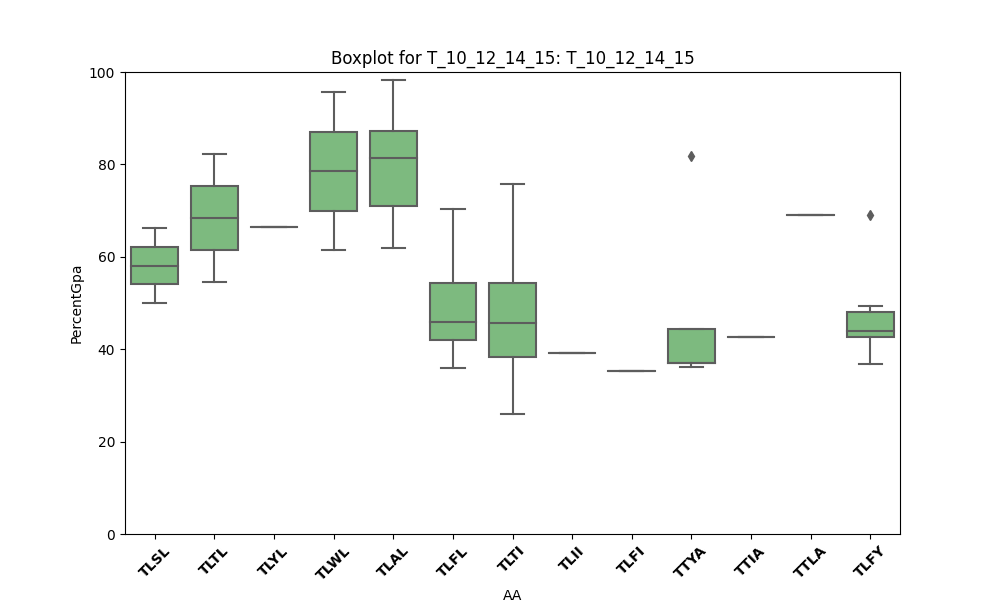 Boxplot for T_10_12_14_15: T_10_12_14_15
PercentGpa
100
80
60
40
20
0
TLSL TLTL TLYL TLWL TLAL TLFL TLTI TLII TLFI TTYA TTIA TTLA TLFY
AA